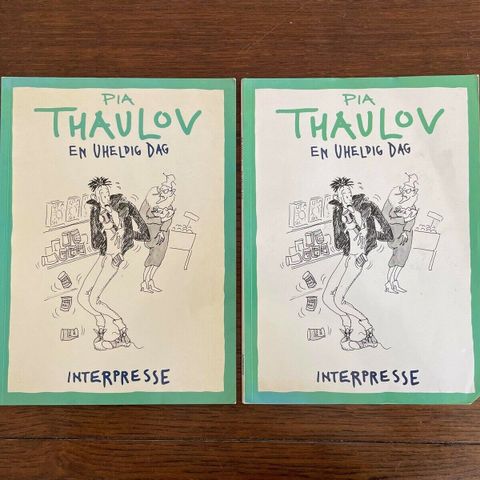 PIA
THAULOV
EN UHELDIG DAG
INTERPRESSE
PIA
THAULOV
EN UHELDIG DAG
INTERPRESSE